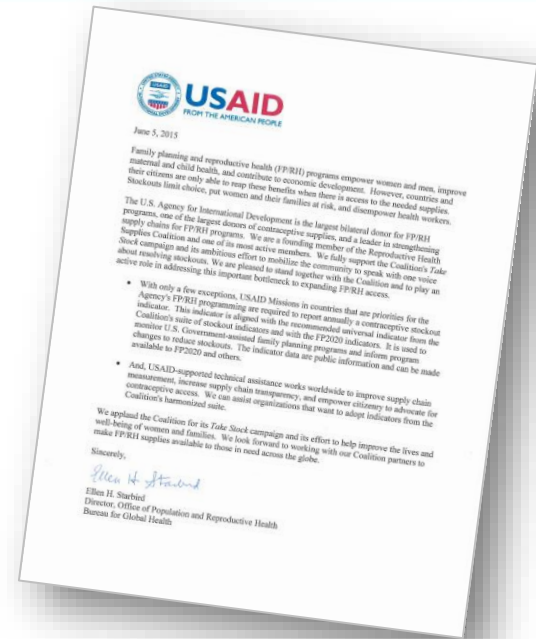 USAID
FROM THE AMERICAN PEOPLE
June 5, 2015
Family planning and reproductive health (FP/RH) programs empower women and men, improve
maternal and child health, and contribute to economic development. However, countries and
their citizens are only able to reap these benefits when there is access to the needed supplies.
Stockouts limit choice, put women and their families at risk, and disempower health workers.
The U.S. Agency for International Development is the largest bilateral donor for FP/RH
programs, one of the largest donors of contraceptive supplies, and a leader in strengthening
supply chains for FP/RH programs. We are a founding member of the Reproductive Health
Supplies Coalition and one of its most active members. We fully support the Coalition's Take
Stock campaign and its ambitious effort to mobilize the community to speak with one voice
about resolving stockouts. We are pleased to stand together with the Coalition and to play an
active role in addressing this important bottleneck to expanding FP/RH access.
• With only a few exceptions, USAID Missions in countries that are priorities for the
Agency's FP/RH programming are required to report annually a contraceptive stockout
indicator. This indicator is aligned with the recommended universal indicator from the
Coalition's suite of stockout indicators and with the FP2020 indicators. It is used to
monitor U.S. Government-assisted family planning programs and inform program
changes to reduce stockouts. The indicator data are public information and can be made
available to FP2020 and others.
• And, USAID-supported technical assistance works worldwide to improve supply chain
measurement, increase supply chain transparency, and empower citizenry to advocate for
contraceptive access. We can assist organizations that want to adopt indicators from the
Coalition's harmonized suite.
We applaud the Coalition for its Take Stock campaign and its effort to help improve the lives and
well-being of women and families. We look forward to working with our Coalition partners to
make FP/RH supplies available to those in need across the globe.
Sincerely,
Ellen H Starbird
Ellen H. Starbird
Director, Office of Population and Reproductive Health
Bureau for Global Health